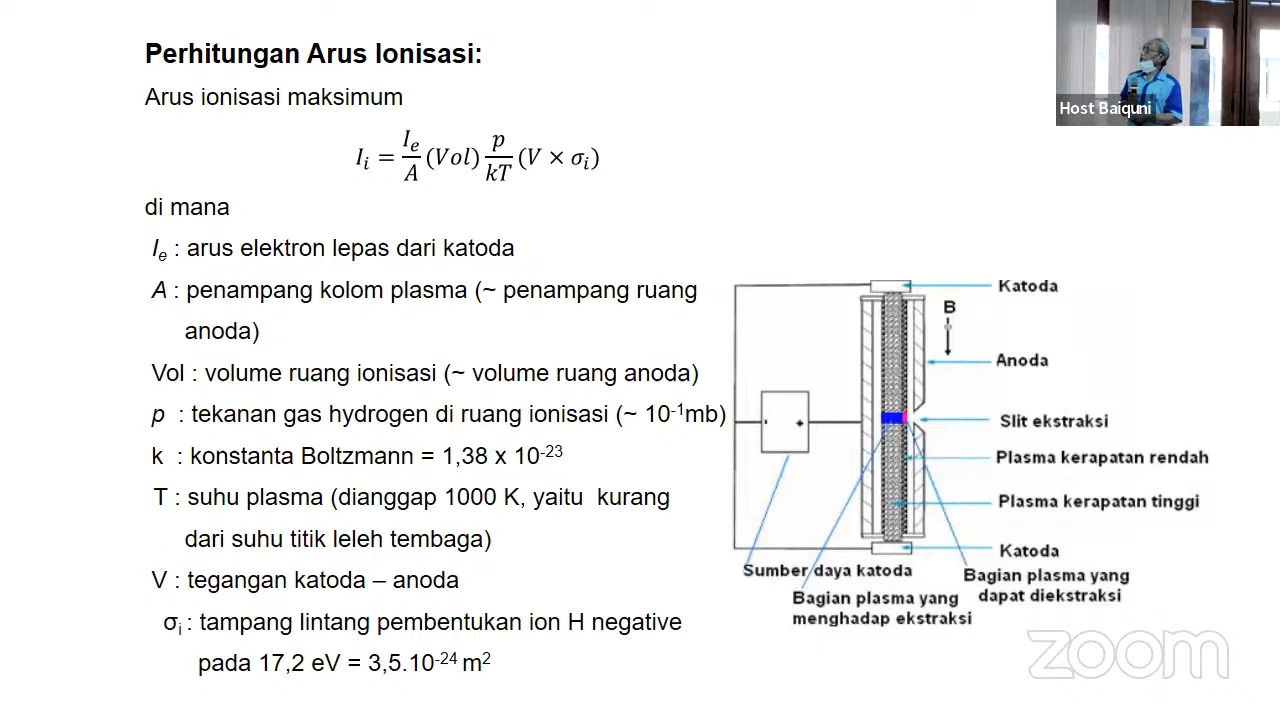 Perhitungan Arus Ionisasi:
Arus ionisasi maksimum
I_i = I_e/A (Vol) p/kT (V × σ_i)
di mana
I_e : arus elektron lepas dari katoda
A : penampang kolom plasma (~ penampang ruang
anoda)
Vol : volume ruang ionisasi (~ volume ruang anoda)
p : tekanan gas hydrogen di ruang ionisasi (~ 10⁻¹mb)
k : konstanta Boltzmann = 1,38 x 10⁻²³
T : suhu plasma (dianggap 1000 K, yaitu kurang
dari suhu titik leleh tembaga)
V : tegangan katoda – anoda
σ_i : tampang lintang pembentukan ion H negative
pada 17,2 eV = 3,5.10⁻²⁴ m²
Host Baiquni
Katoda
B
Anoda
- +
Slit ekstraksi
Plasma kerapatan rendah
Plasma kerapatan tinggi
Katoda
Sumber daya katoda
Bagian plasma yang
dapat diekstraksi
Bagian plasma yang
menghadap ekstraksi
zoom